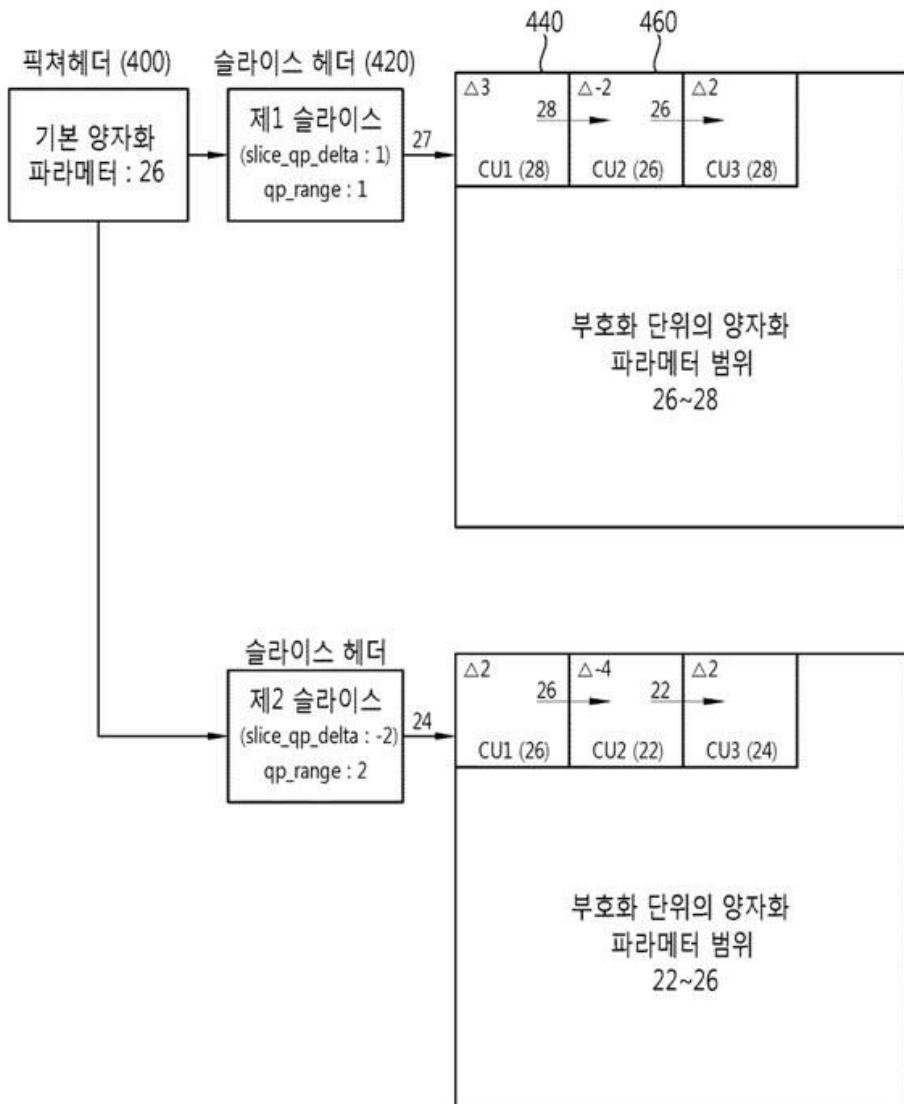 440
460
픽쳐헤더 (400)
기본 양자화
파라메터 : 26
슬라이스 헤더 (420)
제1 슬라이스
(slice_qp_delta : 1)
qp_range : 1
27
△3
28
CU1 (28)
△-2
26
CU2 (26)
△2
CU3 (28)
부호화 단위의 양자화
파라메터 범위
26~28
슬라이스 헤더
제2 슬라이스
(slice_qp_delta : -2)
qp_range : 2
24
△2
26
CU1 (26)
△-4
22
CU2 (22)
△2
CU3 (24)
부호화 단위의 양자화
파라메터 범위
22~26